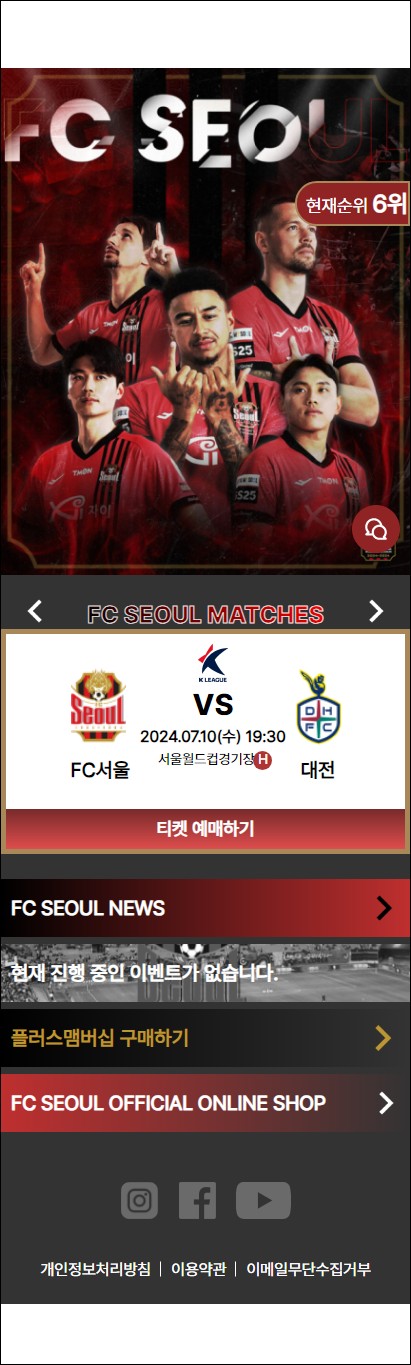 FC SEOUL
현재순위 6위
FC SEOUL MATCHES
K LEAGUE
VS
2024.07.10(수) 19:30
서울월드컵경기장 H
FC서울
대전
티켓 예매하기
FC SEOUL NEWS
현재 진행 중인 이벤트가 없습니다.
플러스맴버십 구매하기
FC SEOUL OFFICIAL ONLINE SHOP
개인정보처리방침 | 이용약관 | 이메일무단수집거부